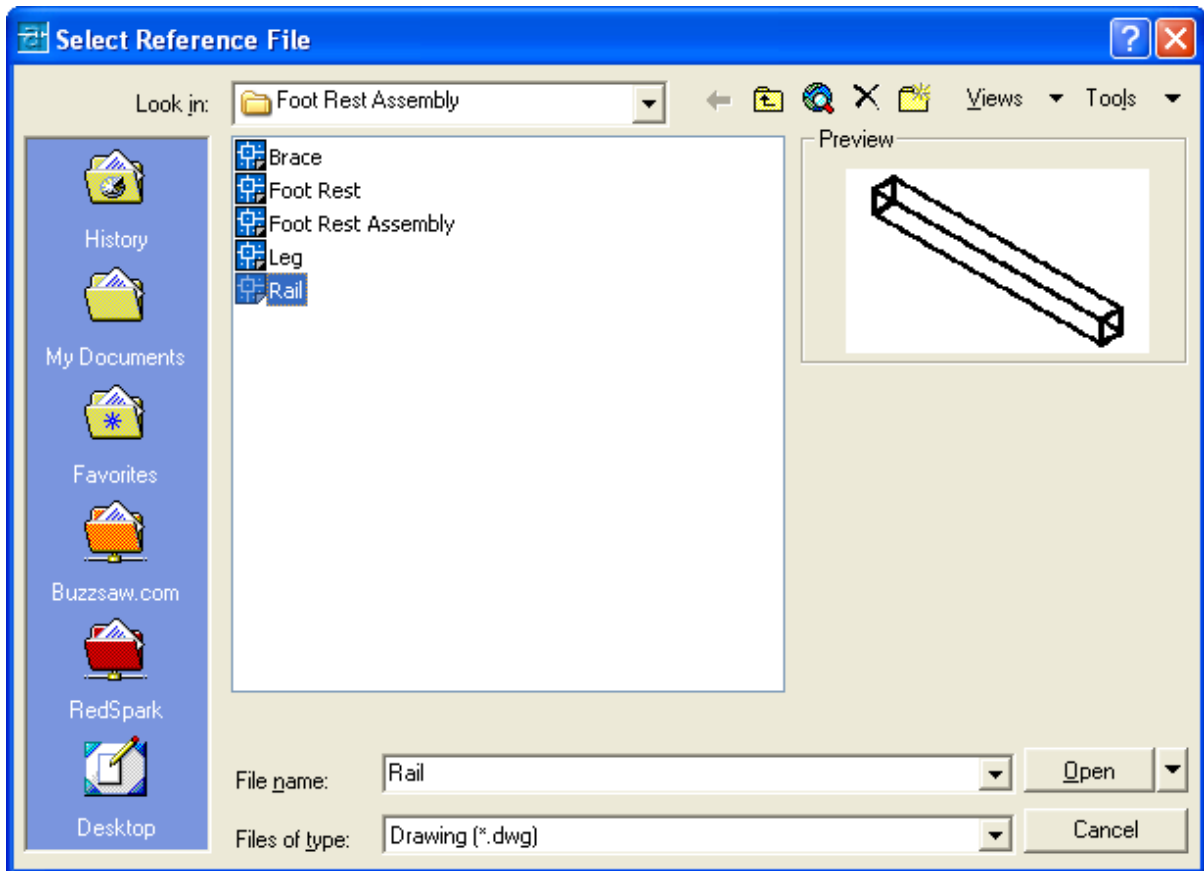 Select Reference File
Look in: Foot Rest Assembly Views Tools
History
My Documents
Favorites
Buzzsaw.com
RedSpark
Desktop
Brace
Foot Rest
Foot Rest Assembly
Leg
Rail
Preview
File name: Rail Open
Files of type: Drawing (*.dwg) Cancel